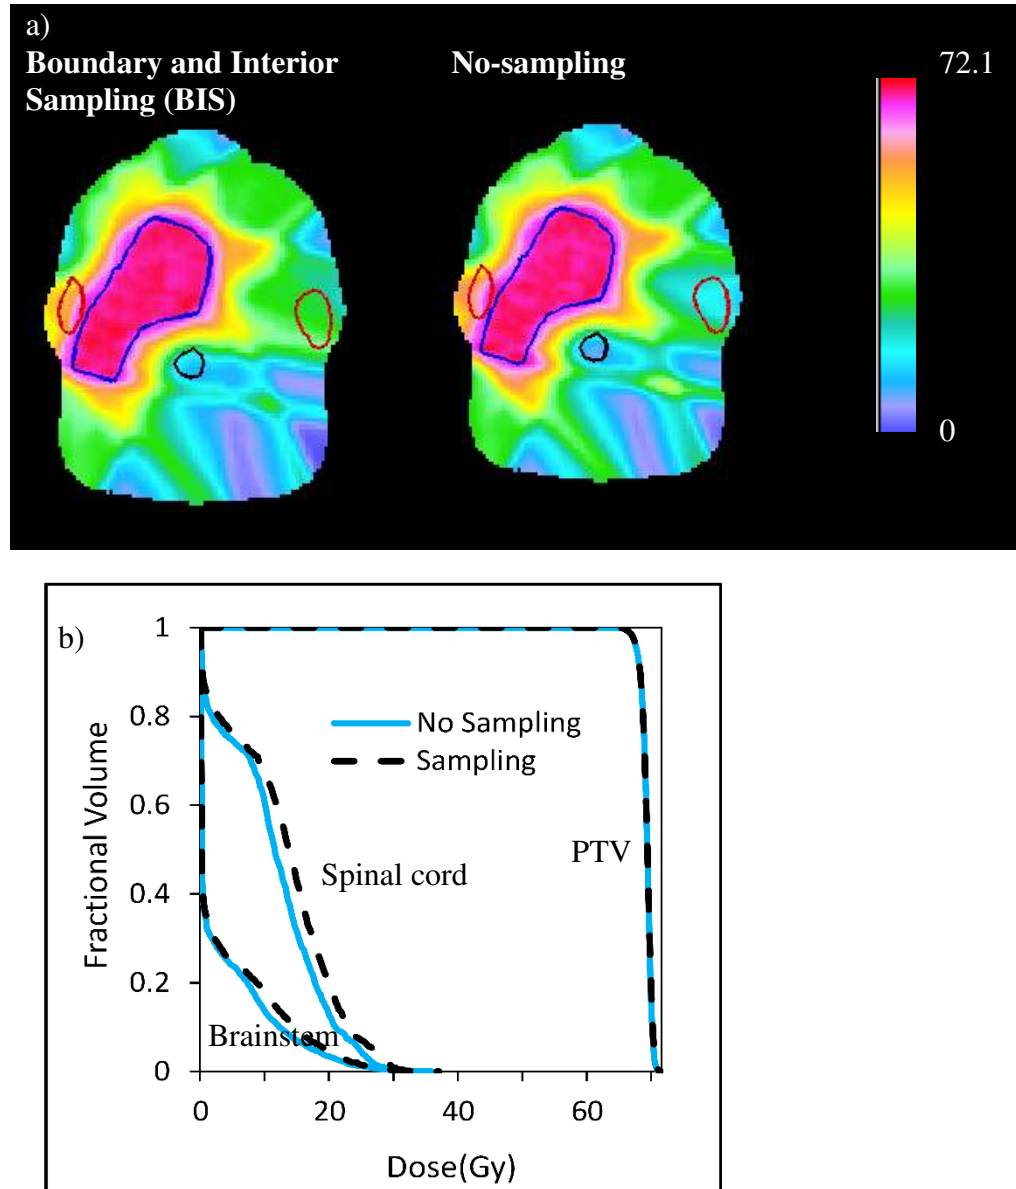 a)
Boundary and Interior
Sampling (BIS)
No-sampling
72.1
0
b)
1
0.8
0.6
0.4
0.2
0
Fractional Volume
No Sampling
Sampling
Spinal cord
PTV
Brainstem
0 20 40 60
Dose(Gy)